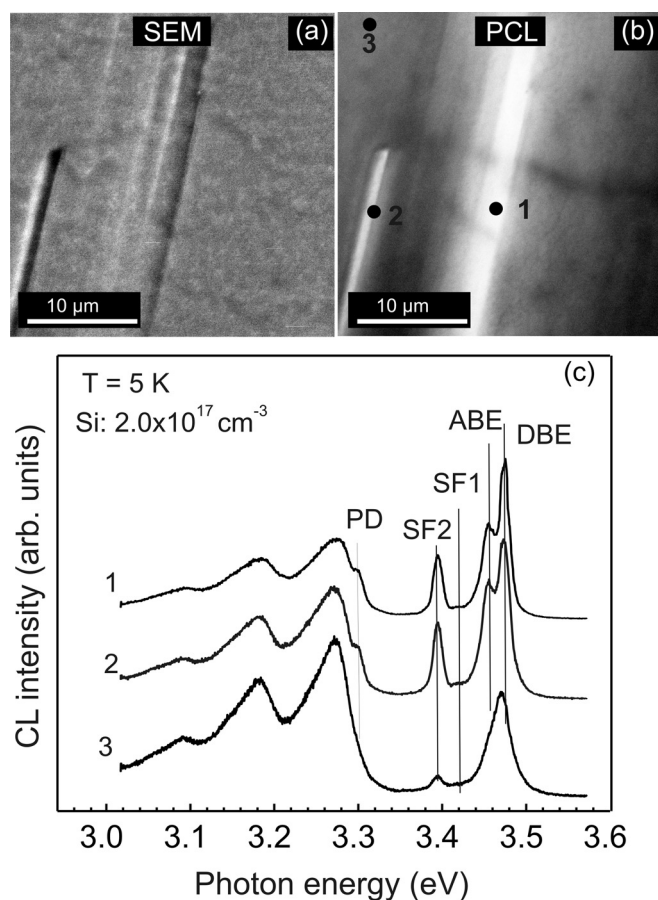 SEM (a)
10 µm
PCL (b)
3
2
1
10 µm
(c)
T = 5 K
Si: 2.0x10¹⁷ cm⁻³
ABE
DBE
SF1
PD
SF2
1
2
3
CL intensity (arb. units)
3.0 3.1 3.2 3.3 3.4 3.5 3.6
Photon energy (eV)